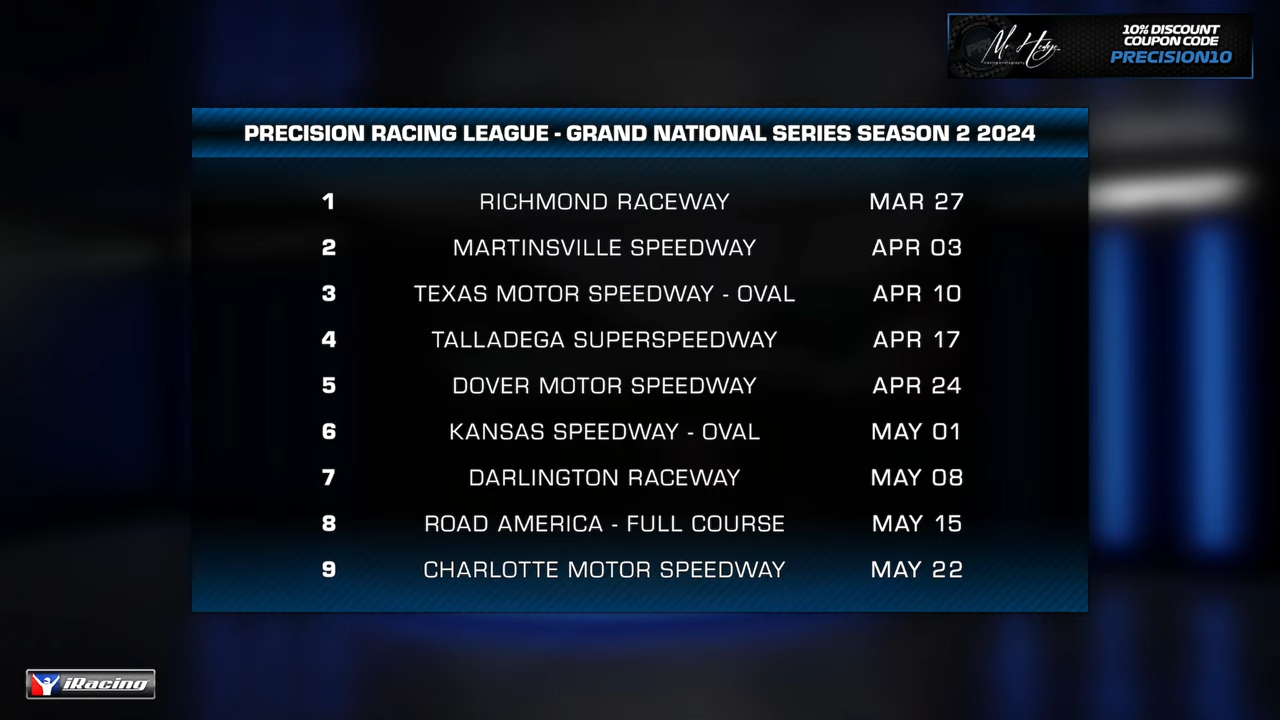 Mr Hodge
10% DISCOUNT
COUPON CODE
PRECISION10
PRECISION RACING LEAGUE - GRAND NATIONAL SERIES SEASON 2 2024
1 RICHMOND RACEWAY MAR 27
2 MARTINSVILLE SPEEDWAY APR 03
3 TEXAS MOTOR SPEEDWAY - OVAL APR 10
4 TALLADEGA SUPERSPEEDWAY APR 17
5 DOVER MOTOR SPEEDWAY APR 24
6 KANSAS SPEEDWAY - OVAL MAY 01
7 DARLINGTON RACEWAY MAY 08
8 ROAD AMERICA - FULL COURSE MAY 15
9 CHARLOTTE MOTOR SPEEDWAY MAY 22
iRacing